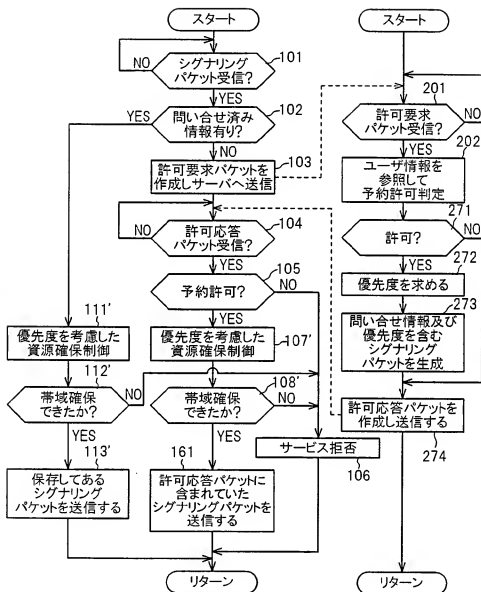 スタート
シグナリング
パケット受信?
101
NO
YES
問い合せ済み
情報有り?
102
YES
NO
許可要求パケットを
作成しサーバへ送信
103
許可応答
パケット受信?
104
NO
YES
予約許可?
105
NO
YES
優先度を考慮した
資源確保制御
111'
優先度を考慮した
資源確保制御
107'
帯域確保
できたか?
112'
NO
YES
帯域確保
できたか?
108'
NO
YES
サービス拒否
106
保存してある
シグナリング
パケットを送信する
113'
161
許可応答パケットに
含まれていた
シグナリングパケットを
送信する
リターン
スタート
許可要求
パケット受信?
201
NO
YES
202
ユーザ情報を
参照して
予約許可判定
許可?
271
NO
YES
272
優先度を求める
273
問い合せ情報及び
優先度を含む
シグナリング
パケットを生成
許可応答パケットを
作成し送信する
274
リターン